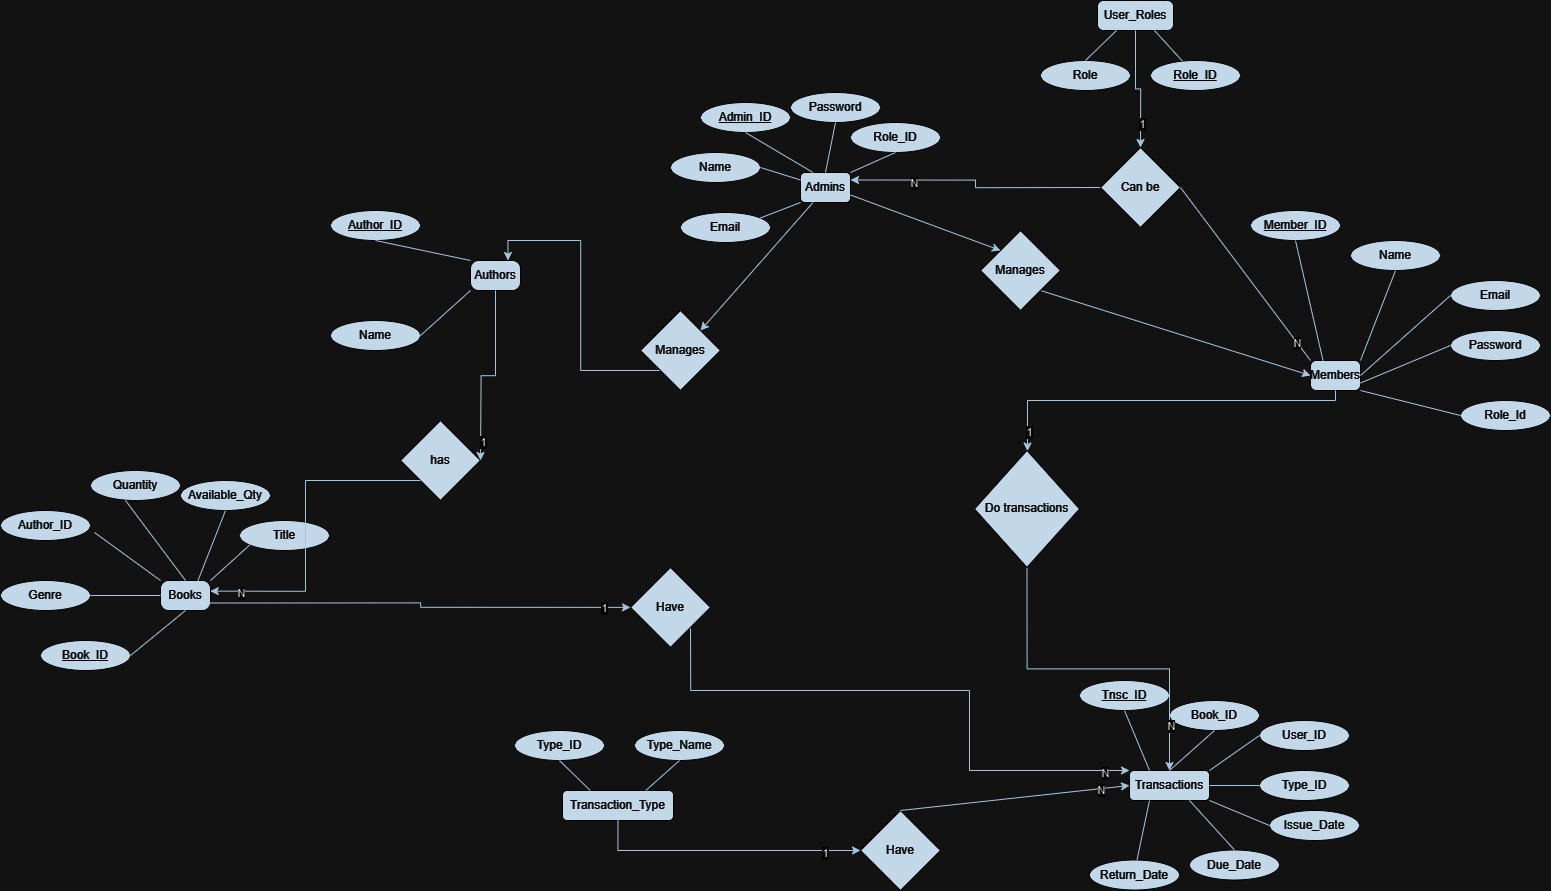 User_Roles
Role
Role_ID
1
Password
Admin_ID
Role_ID
Name
Admins
N
Can be
Email
Author_ID
Member_ID
Name
Authors
Manages
Email
Name
Manages
N
Password
Members
Role_Id
1
1
has
Quantity
Available_Qty
Do transactions
Author_ID
Title
Genre
Books
N
1
Have
Book_ID
Tnsc_ID
Book_ID
N
User_ID
Type_ID
Type_Name
N
Transactions
Type_ID
N
Transaction_Type
Issue_Date
1
Have
Due_Date
Return_Date